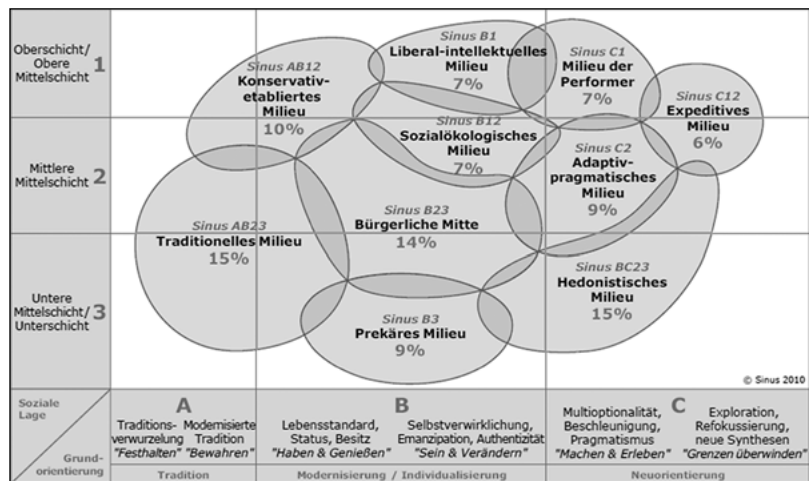 Oberschicht/
Obere
Mittelschicht
1
Mittlere
Mittelschicht
2
Untere
Mittelschicht/
Unterschicht
3
Sinus AB12
Konservativ-
etabliertes
Milieu
10%
Sinus B1
Liberal-intellektuelles
Milieu
7%
Sinus C1
Milieu der
Performer
7%
Sinus C12
Expeditives
Milieu
6%
Sinus B12
Sozialökologisches
Milieu
7%
Sinus C2
Adaptiv-
pragmatisches
Milieu
9%
Sinus AB23
Traditionelles Milieu
15%
Sinus B23
Bürgerliche Mitte
14%
Sinus BC23
Hedonistisches
Milieu
15%
Sinus B3
Prekäres Milieu
9%
© Sinus 2010
Soziale
Lage
Grund-
orientierung
A
Traditions-
verwurzelung
"Festhalten"
Modernisierte
Tradition
"Bewahren"
B
Lebensstandard,
Status, Besitz
"Haben & Genießen"
Selbstverwirklichung,
Emanzipation, Authentizität
"Sein & Verändern"
C
Multioptionalität,
Beschleunigung,
Pragmatismus
"Machen & Erleben"
Exploration,
Refokussierung,
neue Synthesen
"Grenzen überwinden"
Tradition
Modernisierung / Individualisierung
Neuorientierung